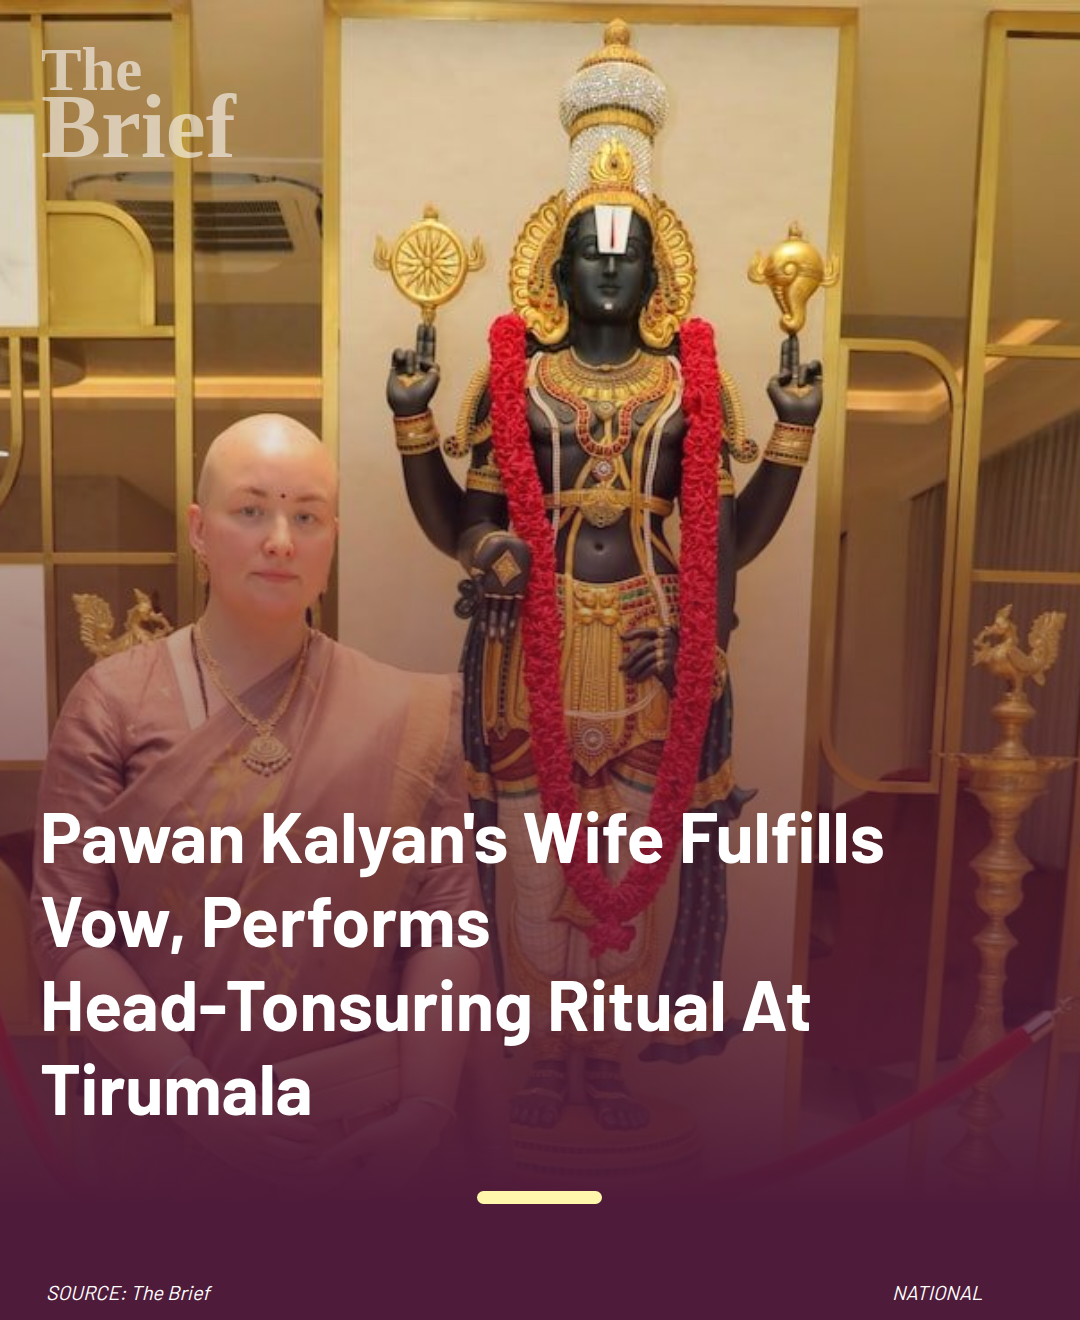 The
Brief
Pawan Kalyan's Wife Fulfills
Vow, Performs
Head-Tonsuring Ritual At
Tirumala
SOURCE: The Brief
NATIONAL